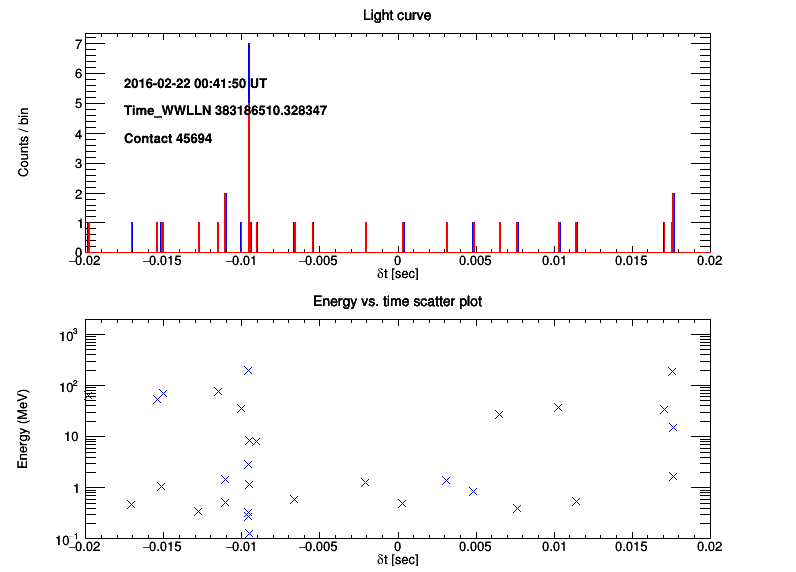 Light curve
7
6
5
4
3
2
1
0
Counts / bin
2016-02-22 00:41:50 UT
Time_WWLLN 383186510.328347
Contact 45694
−0.02 −0.015 −0.01 −0.005 0 0.005 0.01 0.015 0.02
δt [sec]
Energy vs. time scatter plot
10³
10²
10
1
10⁻¹
Energy (MeV)
−0.02 −0.015 −0.01 −0.005 0 0.005 0.01 0.015 0.02
δt [sec]